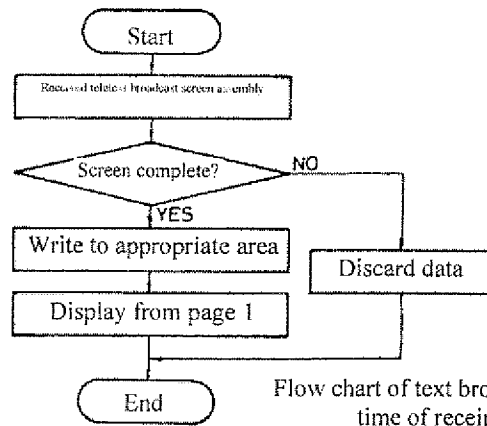 Start
Received teletext broadcast screen assembly
Screen complete?
NO
YES
Write to appropriate area
Discard data
Display from page 1
End
Flow chart of text bro
time of recei